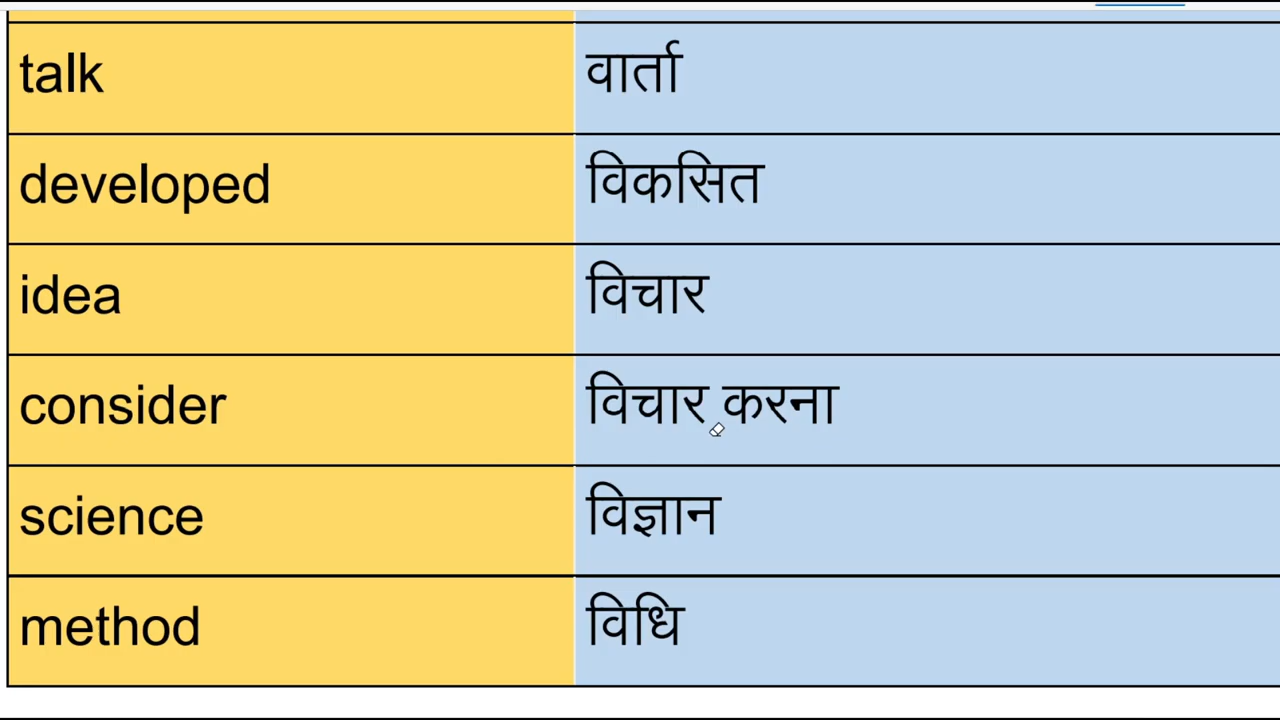 talk वार्ता
developed विकसित
idea विचार
consider विचार करना
science विज्ञान
method विधि